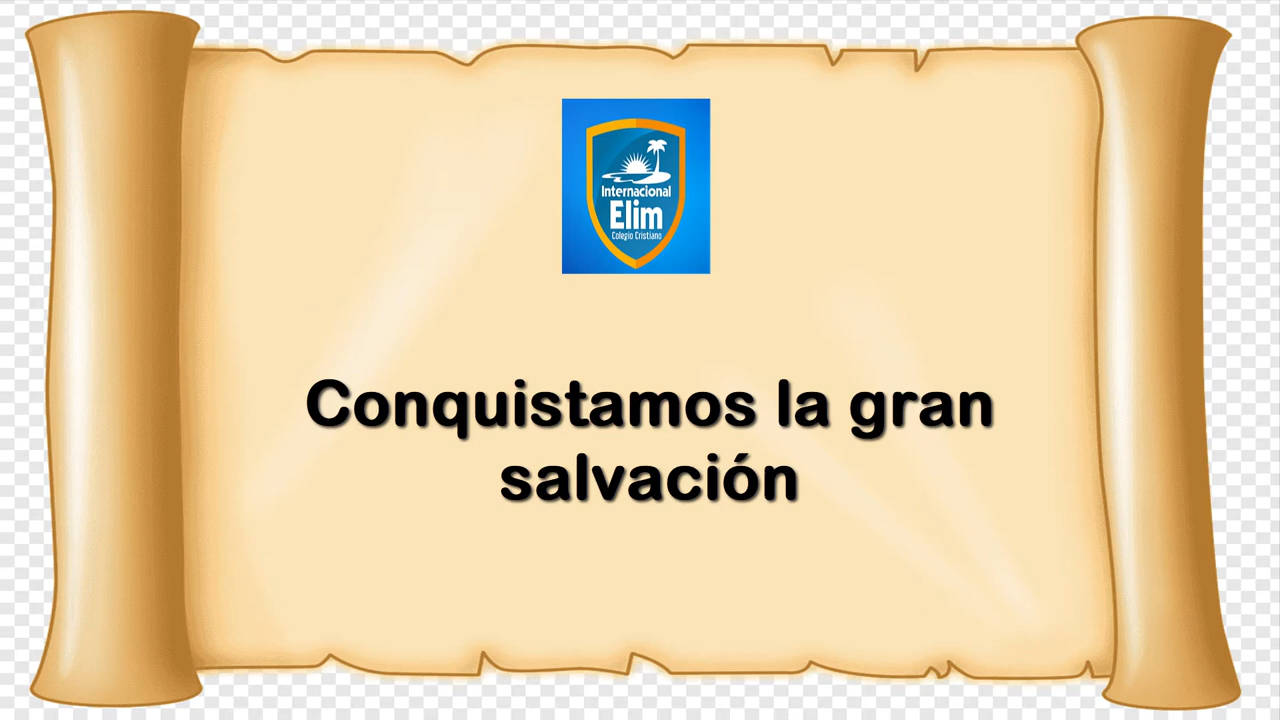 Internacional
Elim
Colegio Cristiano
Conquistamos la gran
salvación